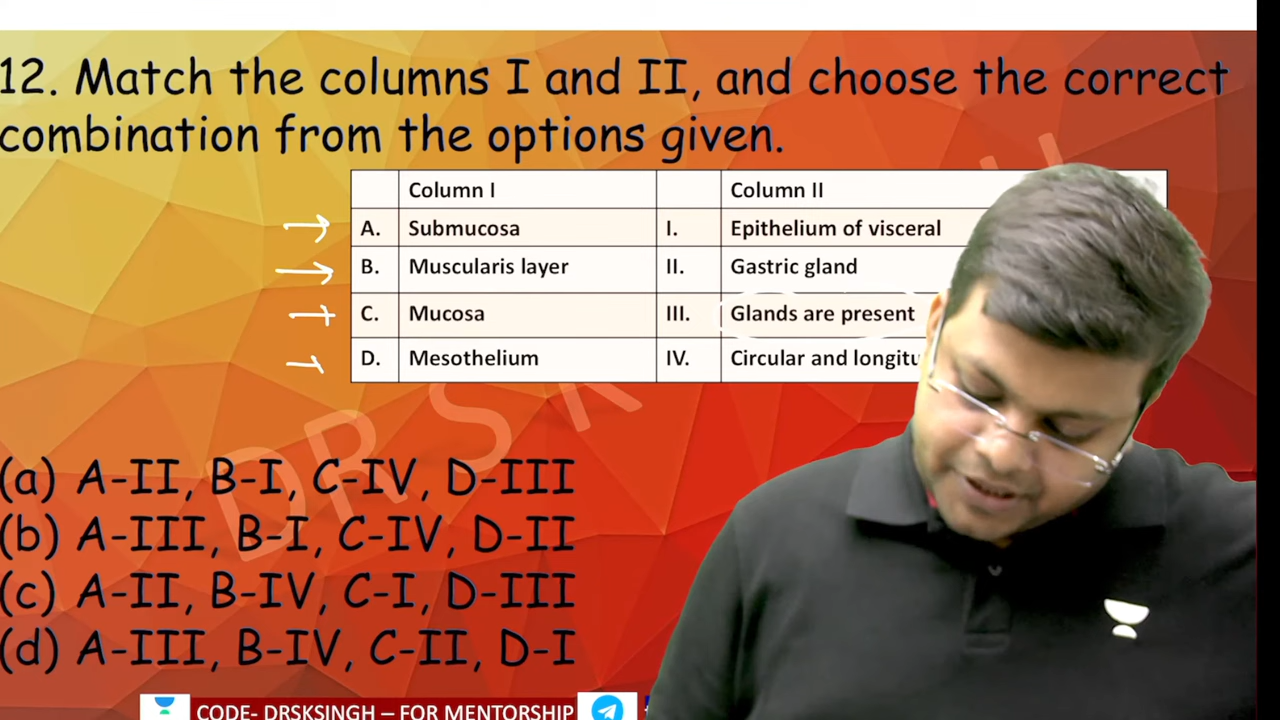 12. Match the columns I and II, and choose the correct
combination from the options given.
Column I Column II
A. Submucosa I. Epithelium of visceral
B. Muscularis layer II. Gastric gland
C. Mucosa III. Glands are present
D. Mesothelium IV. Circular and longitu
DR S K
(a) A-II, B-I, C-IV, D-III
(b) A-III, B-I, C-IV, D-II
(c) A-II, B-IV, C-I, D-III
(d) A-III, B-IV, C-II, D-I
CODE- DRSKSINGH – FOR MENTORSHIP